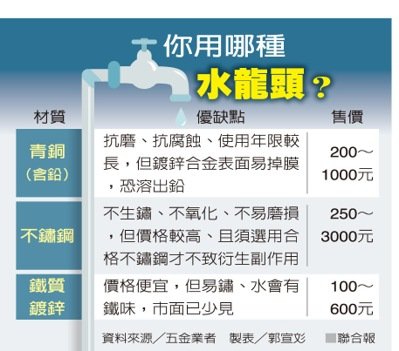 你用哪種
水龍頭？
材質
優缺點
售價
青銅
(含鉛)
抗磨、抗腐蝕、使用年限較
長，但鍍鋅合金表面易掉膜
，恐溶出鉛
200～
1000元
不鏽鋼
不生鏽、不氧化、不易磨損
，但價格較高、且須選用合
格不鏽鋼才不致衍生副作用
250～
3000元
鐵質
鍍鋅
價格便宜，但易鏽、水會有
鐵味，市面已少見
100～
600元
資料來源／五金業者 製表／郭宣彣 ■聯合報